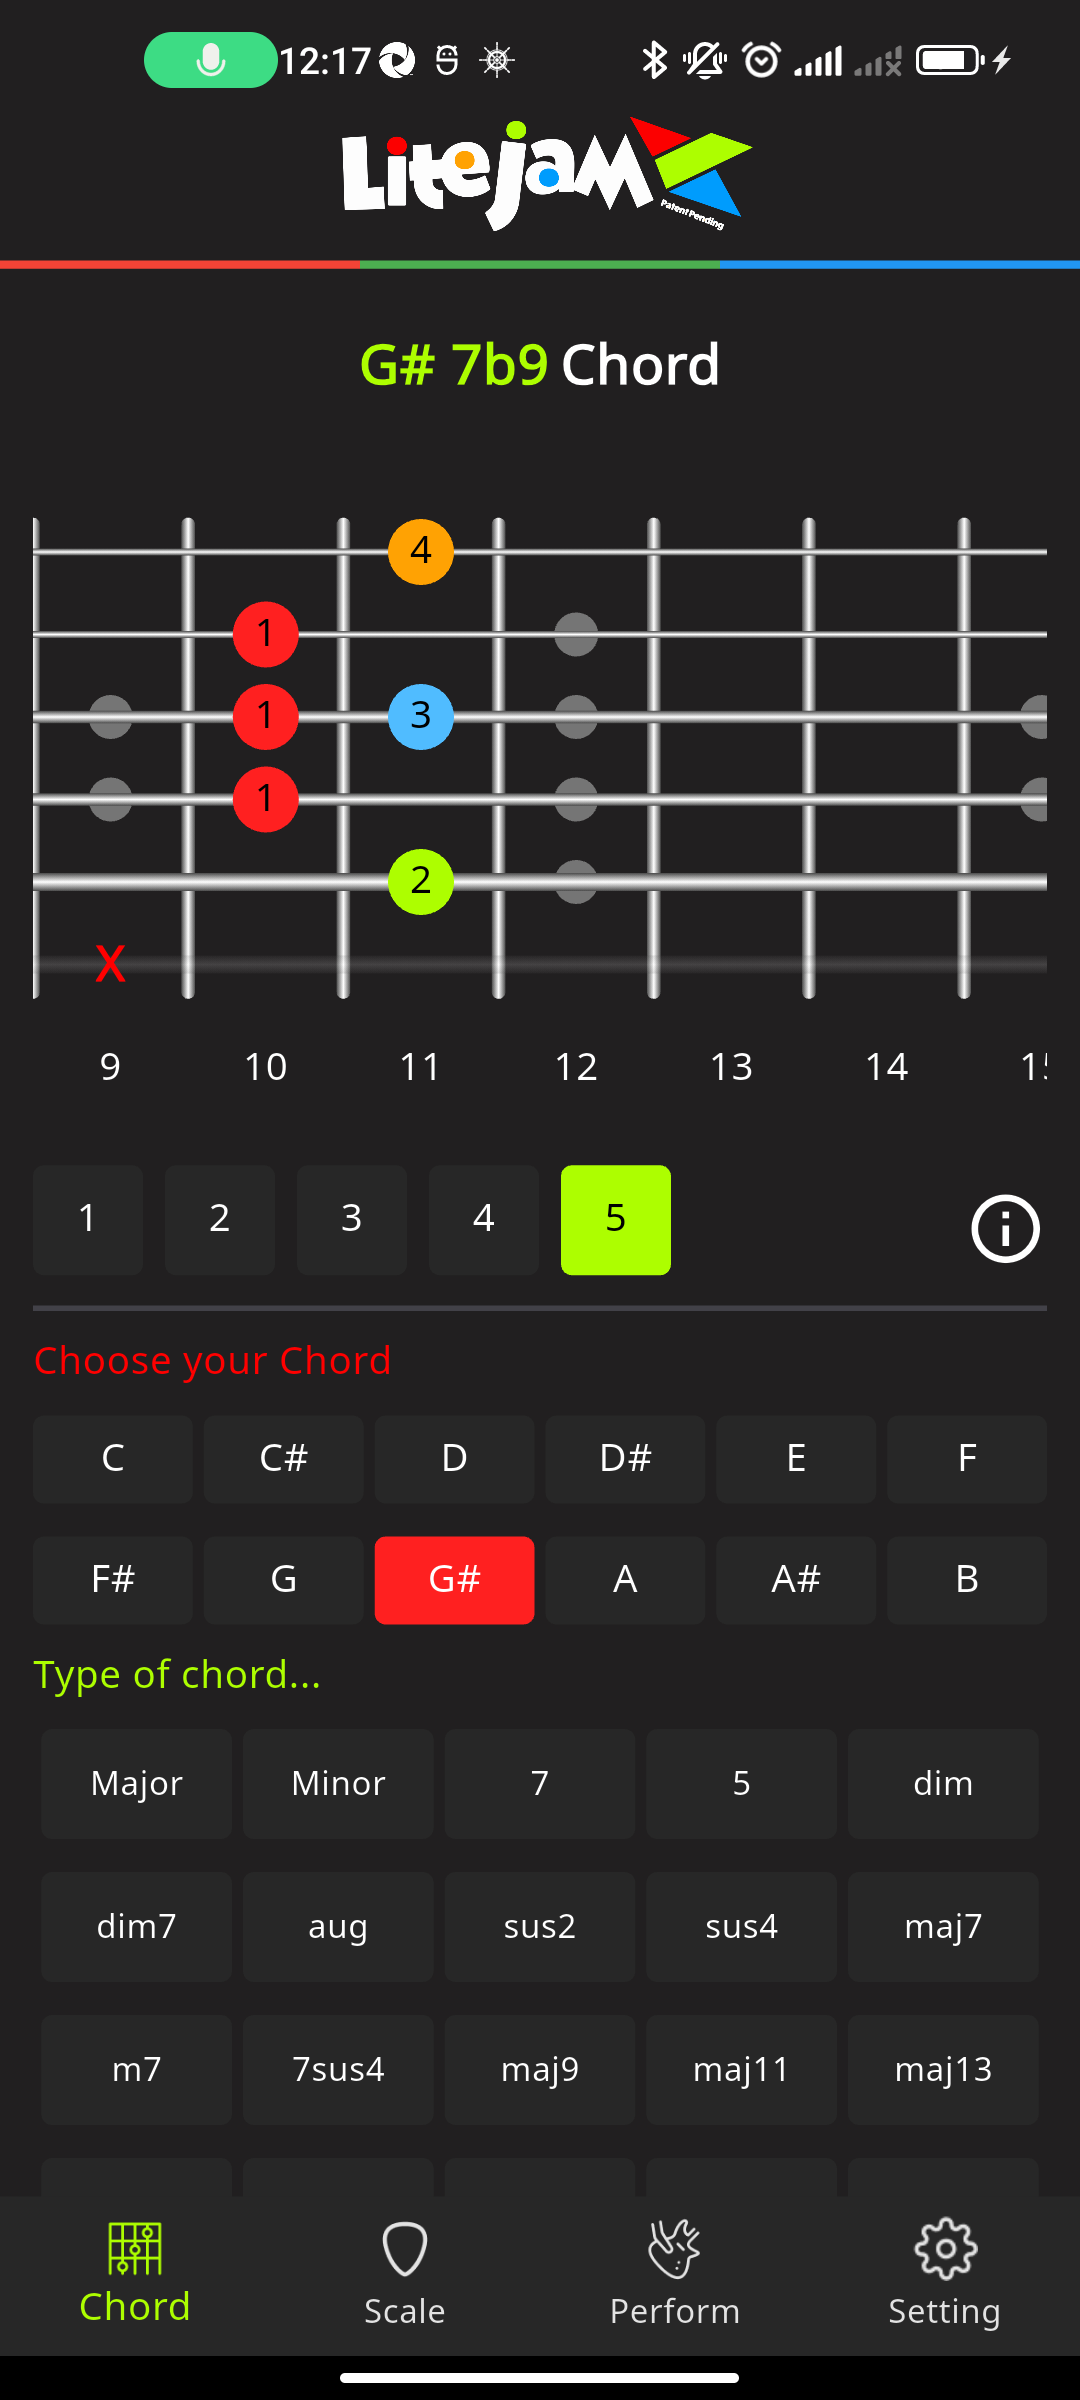 12:17
LitejaM
Patent Pending
G# 7b9 Chord
4
1
1 3
1
2
X
9 10 11 12 13 14 15
1 2 3 4 5
Choose your Chord
C C# D D# E F
F# G G# A A# B
Type of chord...
Major Minor 7 5 dim
dim7 aug sus2 sus4 maj7
m7 7sus4 maj9 maj11 maj13
Chord Scale Perform Setting